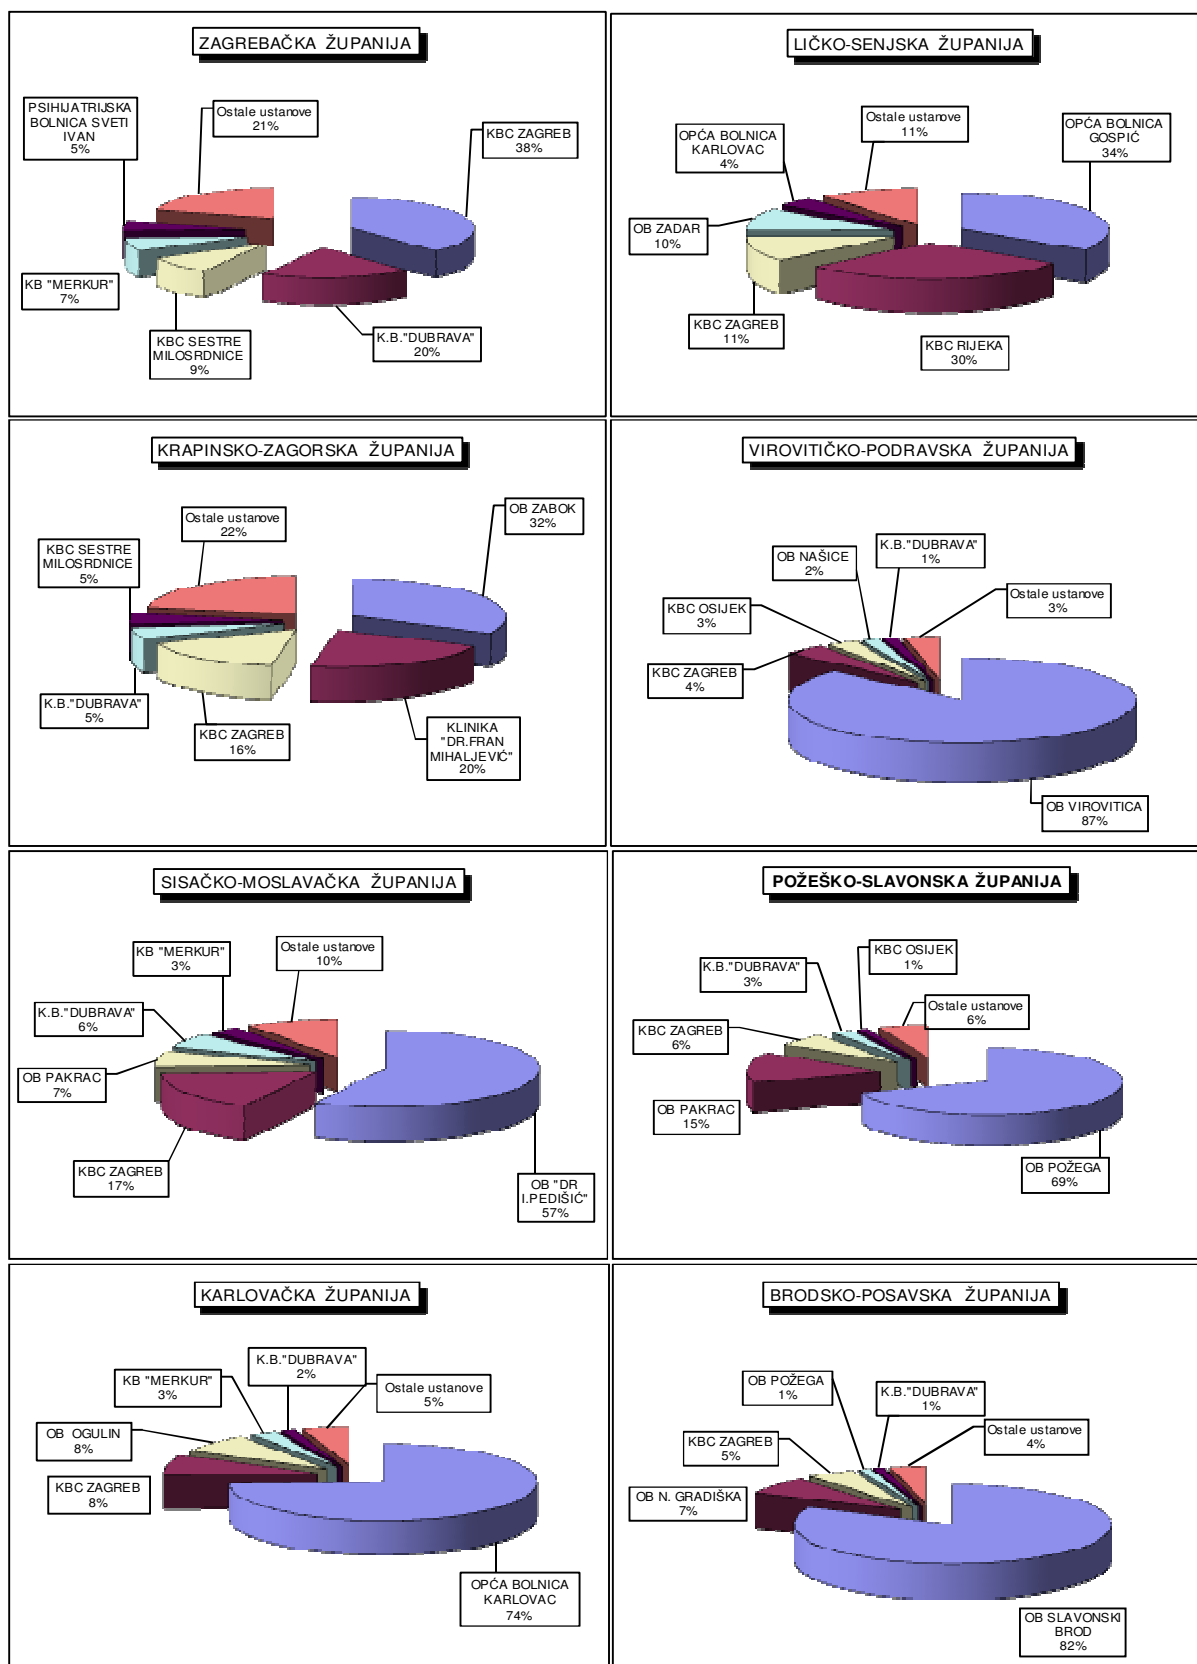 ZAGREBAČKA ŽUPANIJA
PSIHIJATRIJSKA
BOLNICA SVETI
IVAN
5%
Ostale ustanove
21%
KBC ZAGREB
38%
KB "MERKUR"
7%
KBC SESTRE
MILOSRDNICE
9%
K.B."DUBRAVA"
20%
LIČKO-SENJSKA ŽUPANIJA
OPĆA BOLNICA
KARLOVAC
4%
Ostale ustanove
11%
OPĆA BOLNICA
GOSPIĆ
34%
OB ZADAR
10%
KBC ZAGREB
11%
KBC RIJEKA
30%
KRAPINSKO-ZAGORSKA ŽUPANIJA
KBC SESTRE
MILOSRDNICE
5%
Ostale ustanove
22%
OB ZABOK
32%
K.B."DUBRAVA"
5%
KBC ZAGREB
16%
KLINIKA
"DR.FRAN
MIHALJEVIĆ"
20%
VIROVITIČKO-PODRAVSKA ŽUPANIJA
OB NAŠICE
2%
K.B."DUBRAVA"
1%
Ostale ustanove
3%
KBC OSIJEK
3%
KBC ZAGREB
4%
OB VIROVITICA
87%
SISAČKO-MOSLAVAČKA ŽUPANIJA
KB "MERKUR"
3%
Ostale ustanove
10%
K.B."DUBRAVA"
6%
OB PAKRAC
7%
KBC ZAGREB
17%
OB "DR
I.PEDIŠIĆ"
57%
POŽEŠKO-SLAVONSKA ŽUPANIJA
K.B."DUBRAVA"
3%
KBC OSIJEK
1%
Ostale ustanove
6%
KBC ZAGREB
6%
OB PAKRAC
15%
OB POŽEGA
69%
KARLOVAČKA ŽUPANIJA
KB "MERKUR"
3%
K.B."DUBRAVA"
2%
Ostale ustanove
5%
OB OGULIN
8%
KBC ZAGREB
8%
OPĆA BOLNICA
KARLOVAC
74%
BRODSKO-POSAVSKA ŽUPANIJA
OB POŽEGA
1%
K.B."DUBRAVA"
1%
Ostale ustanove
4%
KBC ZAGREB
5%
OB N. GRADIŠKA
7%
OB SLAVONSKI
BROD
82%